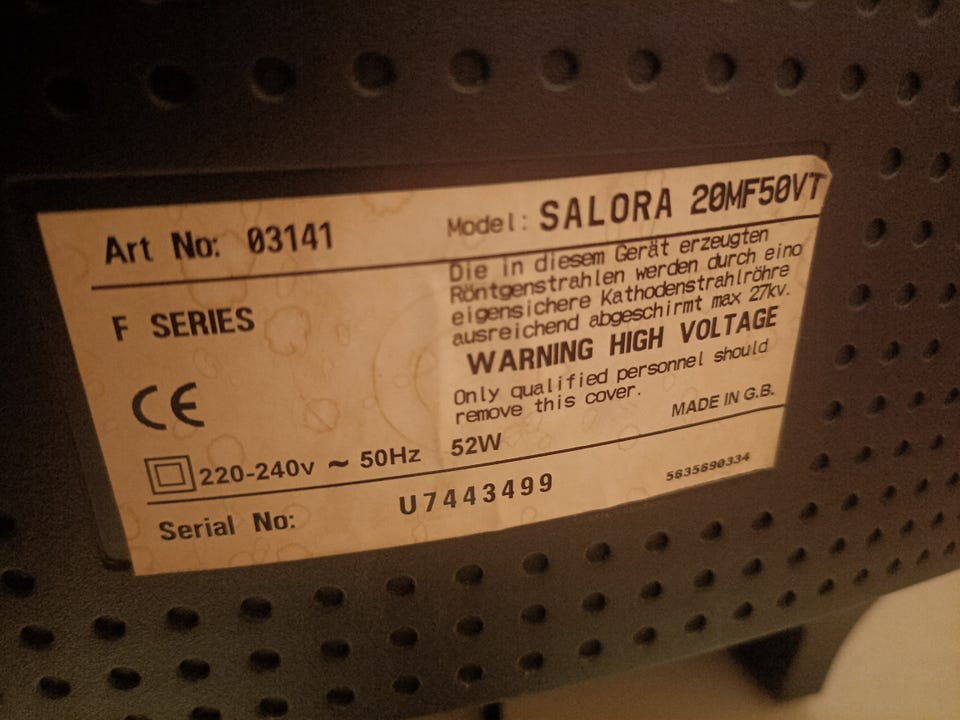 Art No: 03141
Model: SALORA 20MF50VT
F SERIES
Die in diesem Gerät erzeugten
Röntgenstrahlen werden durch eino
eigensichere Kathodenstrahlröhre
ausreichend abgeschirmt max 27kv.
WARNING HIGH VOLTAGE
Only qualified personnel should
remove this cover.
MADE IN G.B.
CE
220-240v ~ 50Hz 52W
Serial No: U7443499
5635690334